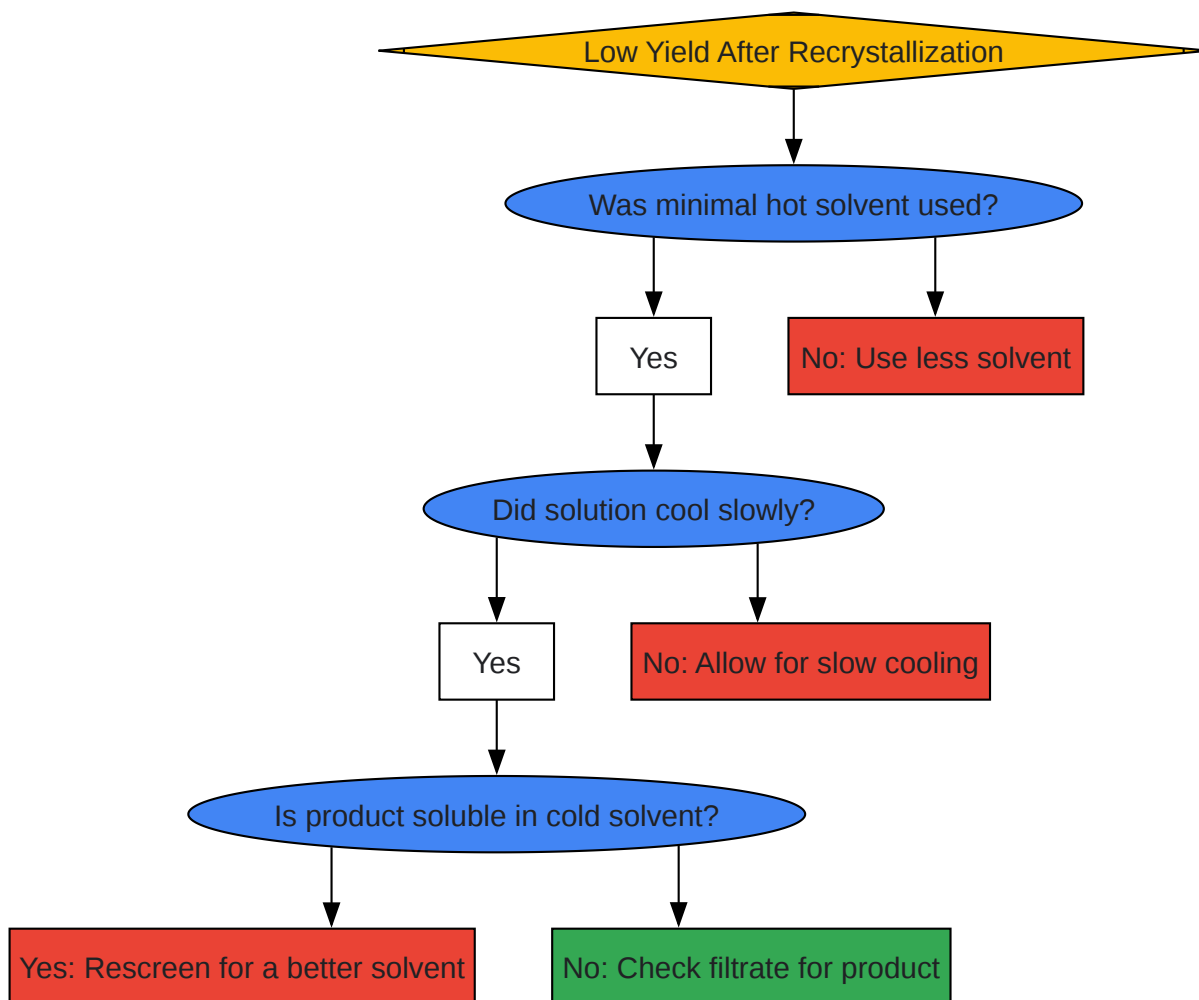 Low Yield After Recrystallization
Was minimal hot solvent used?
Yes
No: Use less solvent
Did solution cool slowly?
Yes
No: Allow for slow cooling
Is product soluble in cold solvent?
Yes: Rescreen for a better solvent
No: Check filtrate for product